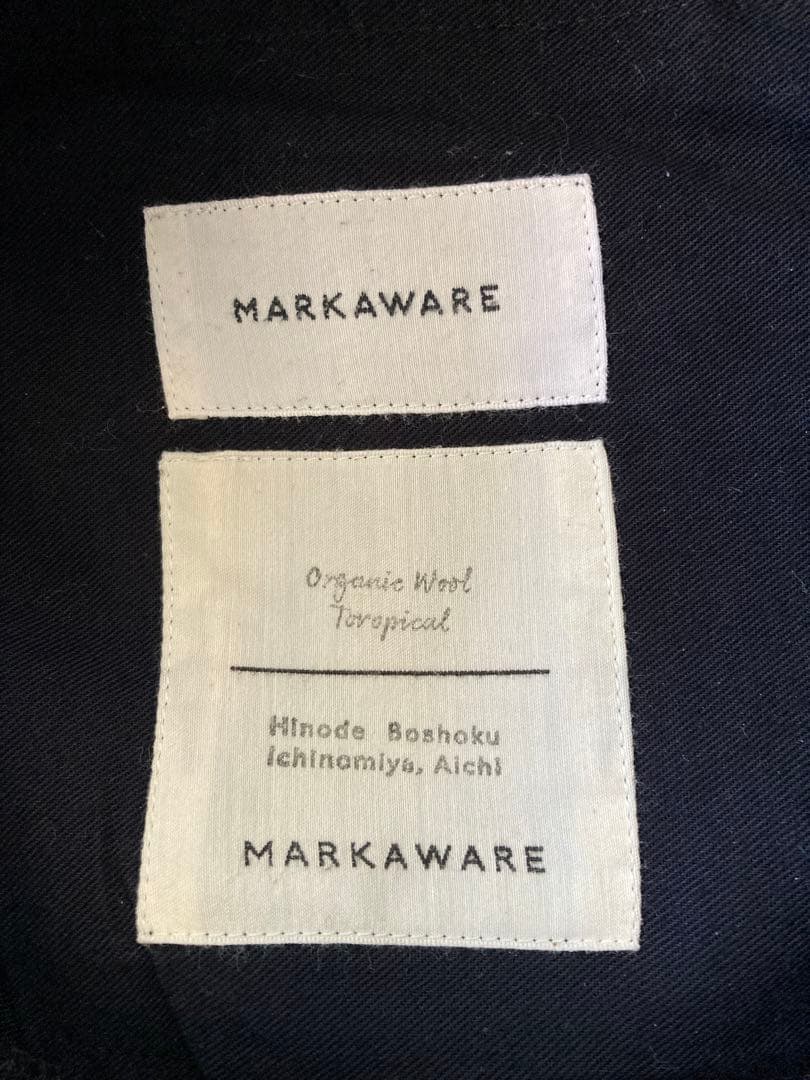 MARKAWARE
Organic Wool
Toropical
Hinode Boshoku
Ichinomiya, Aichi
MARKAWARE